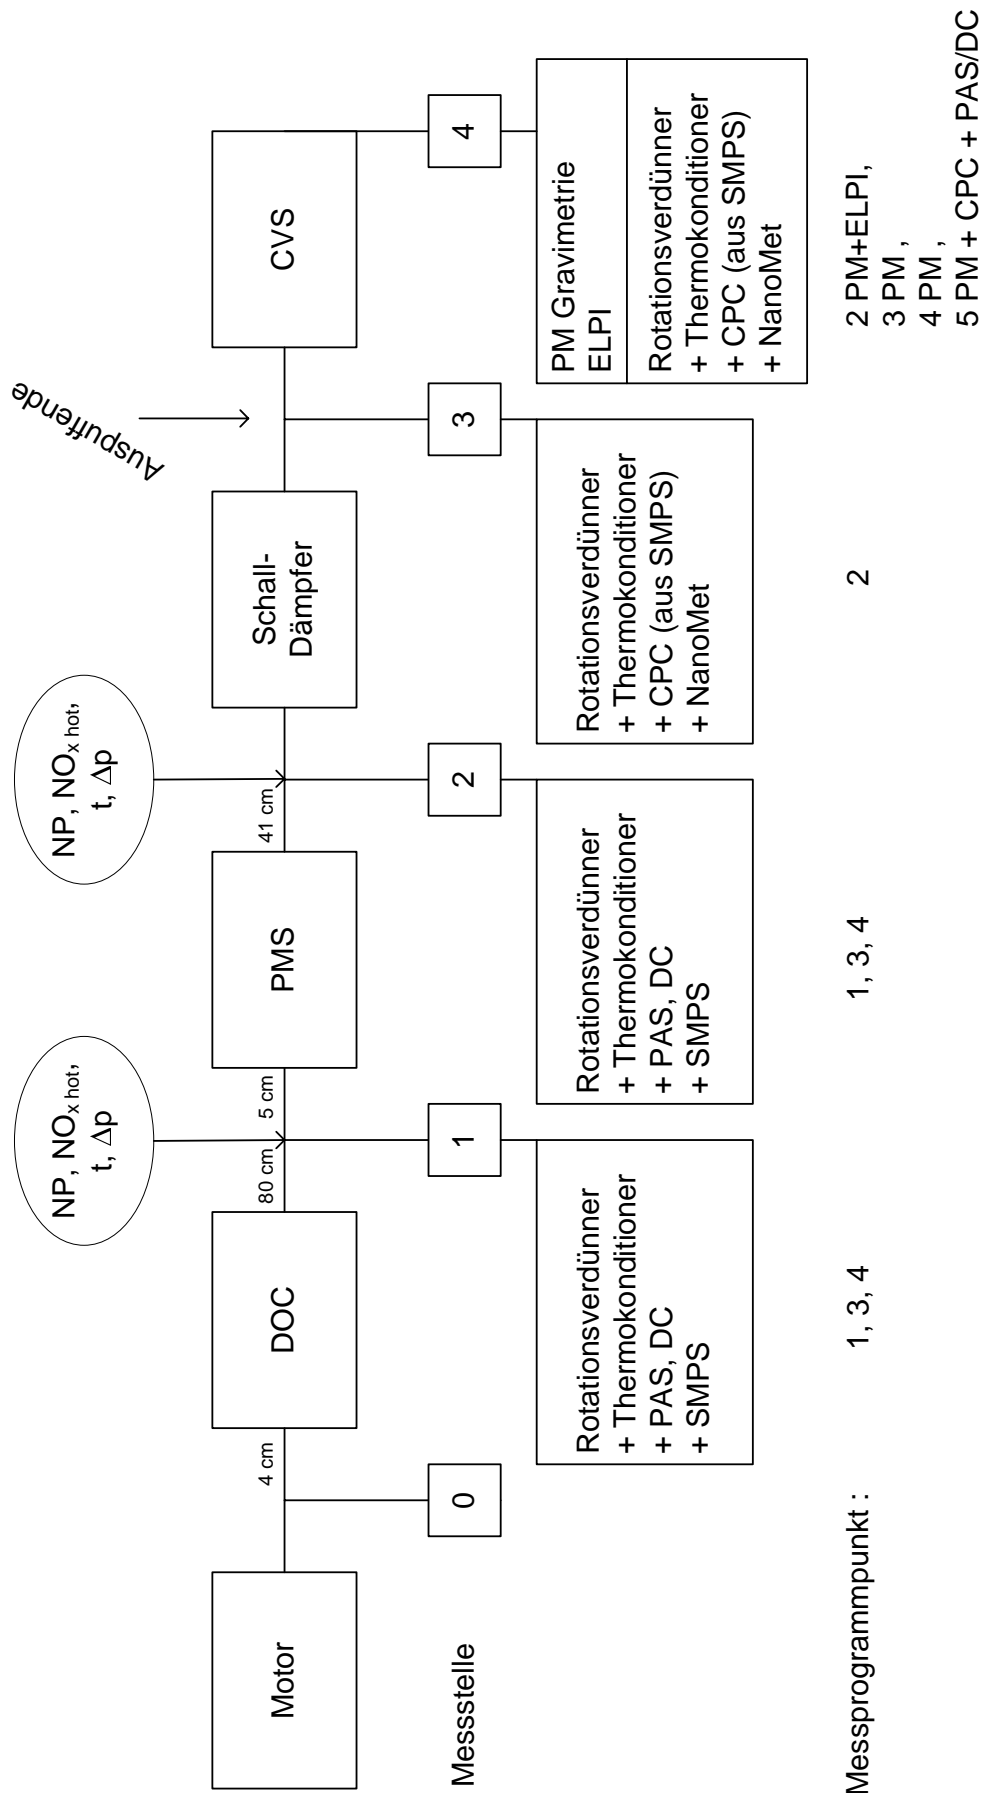 NP, NOx hot,
t, Δp
NP, NOx hot,
t, Δp
Auspuffende
Motor
4 cm
DOC
80 cm
5 cm
PMS
41 cm
Schall-
Dämpfer
CVS
Messstelle
0
1
2
3
4
Rotationsverdünner
+ Thermokonditioner
+ PAS, DC
+ SMPS
Rotationsverdünner
+ Thermokonditioner
+ PAS, DC
+ SMPS
Rotationsverdünner
+ Thermokonditioner
+ CPC (aus SMPS)
+ NanoMet
PM Gravimetrie
ELPI
Rotationsverdünner
+ Thermokonditioner
+ CPC (aus SMPS)
+ NanoMet
Messprogrammpunkt :
1, 3, 4
1, 3, 4
2
2 PM+ELPI,
3 PM ,
4 PM ,
5 PM + CPC + PAS/DC